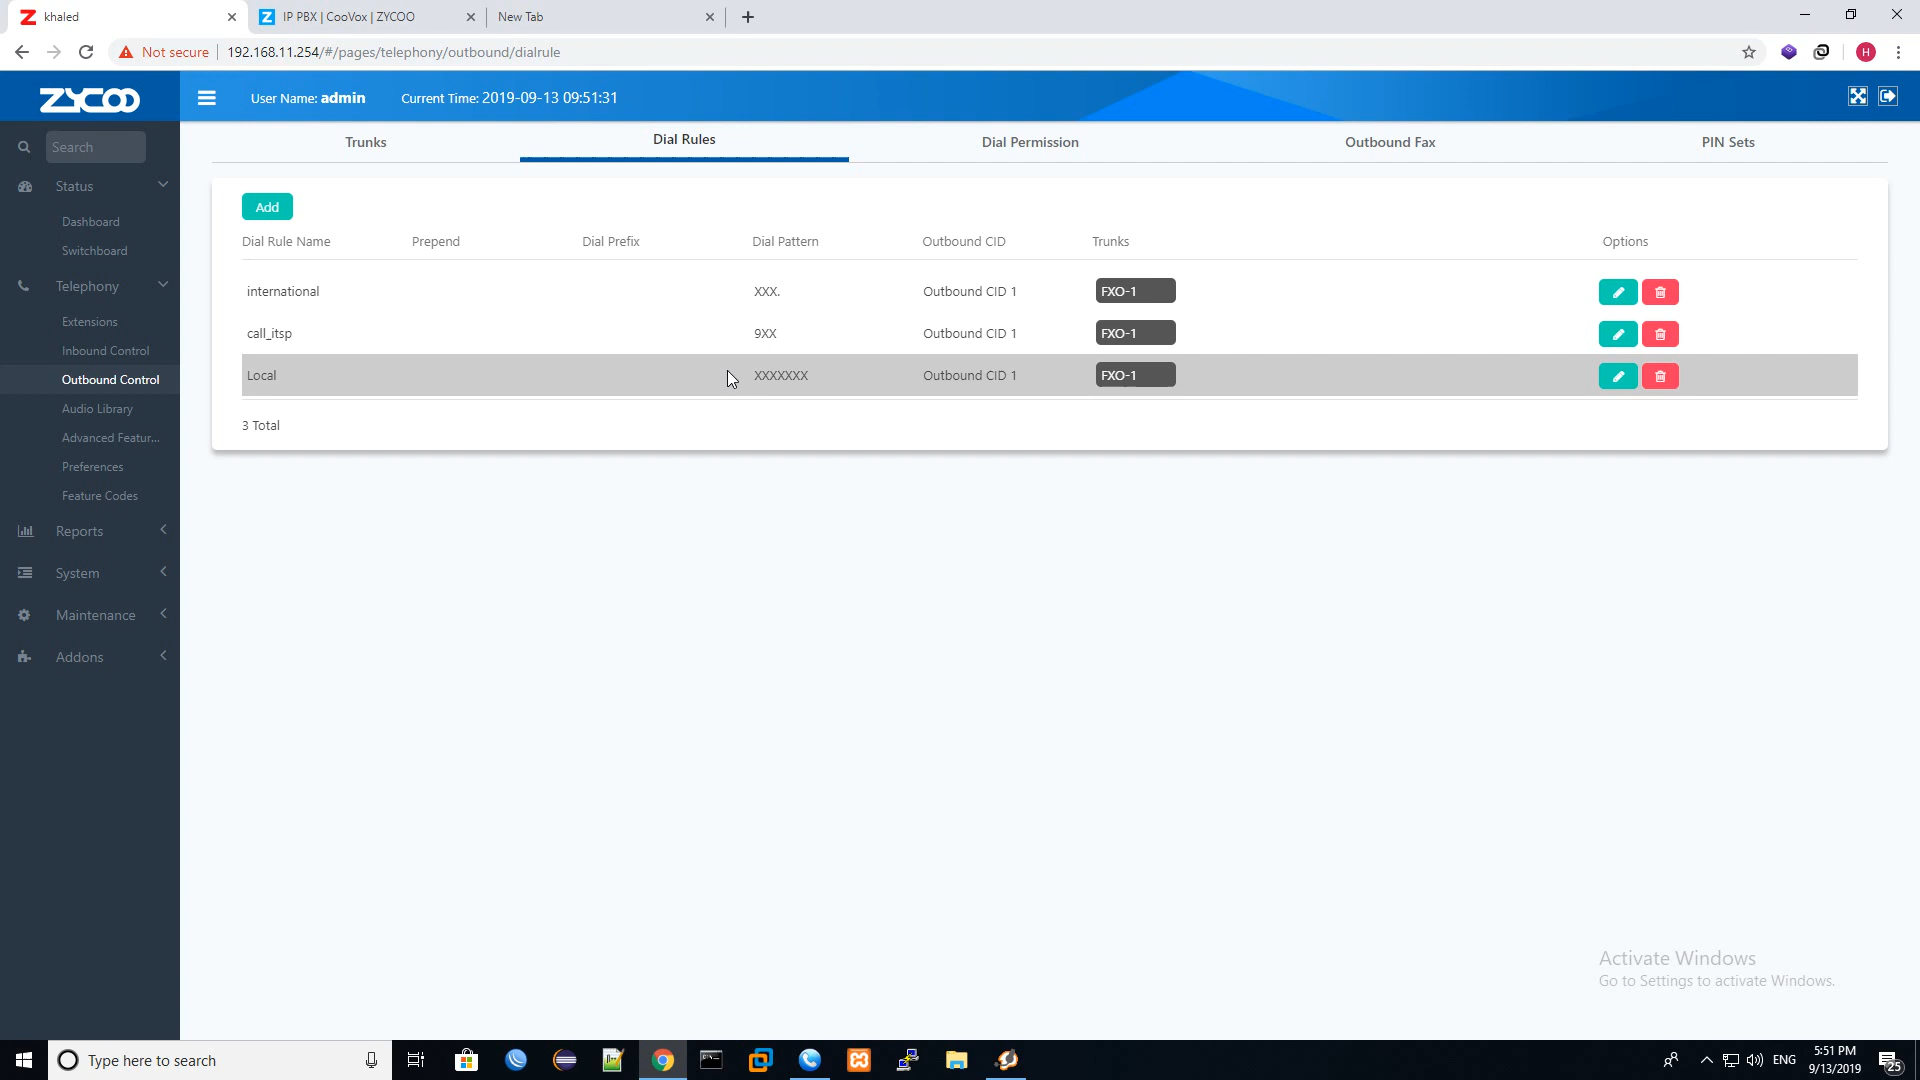 khaled
IP PBX | CooVox | ZYCOO
New Tab
Not secure
192.168.11.254/#/pages/telephony/outbound/dialrule
H
ZYCOO
User Name: admin
Current Time: 2019-09-13 09:51:31
Search
Status
Dashboard
Switchboard
Telephony
Extensions
Inbound Control
Outbound Control
Audio Library
Advanced Featur...
Preferences
Feature Codes
Reports
System
Maintenance
Addons
Trunks
Dial Rules
Dial Permission
Outbound Fax
PIN Sets
Add
Dial Rule Name Prepend Dial Prefix Dial Pattern Outbound CID Trunks Options
international XXX. Outbound CID 1 FXO-1
call_itsp 9XX Outbound CID 1 FXO-1
Local XXXXXXX Outbound CID 1 FXO-1
3 Total
Activate Windows
Go to Settings to activate Windows.
Type here to search
ENG
5:51 PM
9/13/2019
25